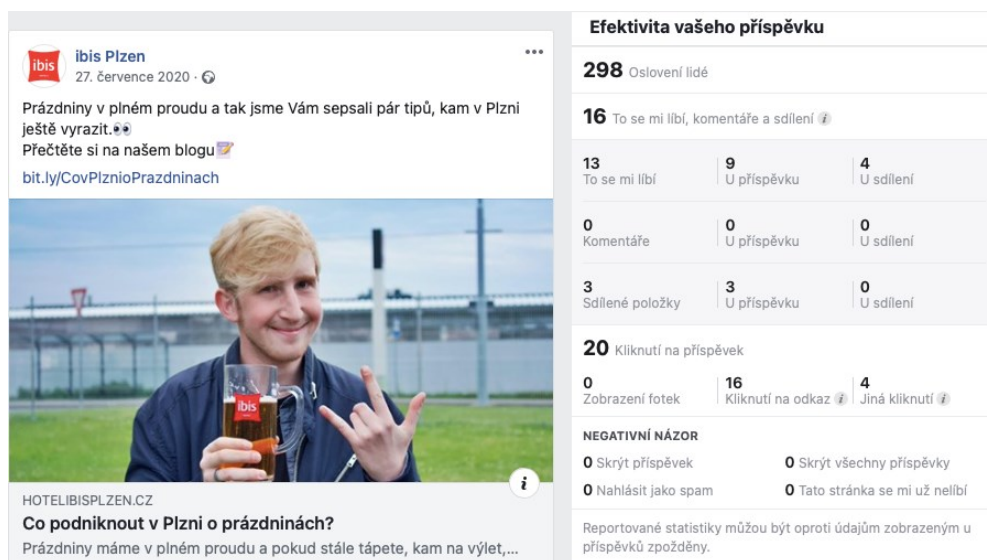 ibis
ibis Plzen
27. července 2020 ·
Prázdniny v plném proudu a tak jsme Vám sepsali pár tipů, kam v Plzni
ještě vyrazit.👀
Přečtěte si na našem blogu📝
bit.ly/CovPlznioPrazdninach
ibis
HOTELIBISPLZEN.CZ
Co podniknout v Plzni o prázdninách?
Prázdniny máme v plném proudu a pokud stále tápete, kam na výlet,...
Efektivita vašeho příspěvku
298 Oslovení lidé
16 To se mi líbí, komentáře a sdílení
13 9 4
To se mi líbí U příspěvku U sdílení
0 0 0
Komentáře U příspěvku U sdílení
3 3 0
Sdílené položky U příspěvku U sdílení
20 Kliknutí na příspěvek
0 16 4
Zobrazení fotek Kliknutí na odkaz Jiná kliknutí
NEGATIVNÍ NÁZOR
0 Skrýt příspěvek 0 Skrýt všechny příspěvky
0 Nahlásit jako spam 0 Tato stránka se mi už nelíbí
Reportované statistiky můžou být oproti údajům zobrazeným u
příspěvků zpožděny.